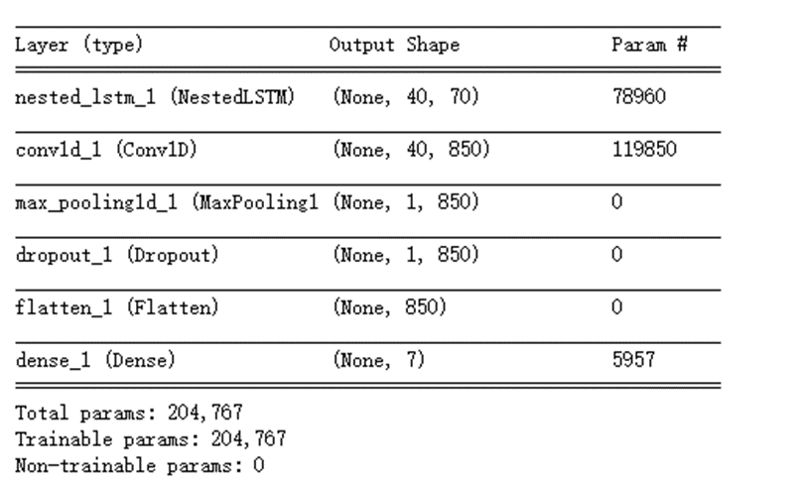 Layer (type) Output Shape Param #
nested_lstm_1 (NestedLSTM) (None, 40, 70) 78960
conv1d_1 (Conv1D) (None, 40, 850) 119850
max_pooling1d_1 (MaxPooling1 (None, 1, 850) 0
dropout_1 (Dropout) (None, 1, 850) 0
flatten_1 (Flatten) (None, 850) 0
dense_1 (Dense) (None, 7) 5957
Total params: 204,767
Trainable params: 204,767
Non-trainable params: 0